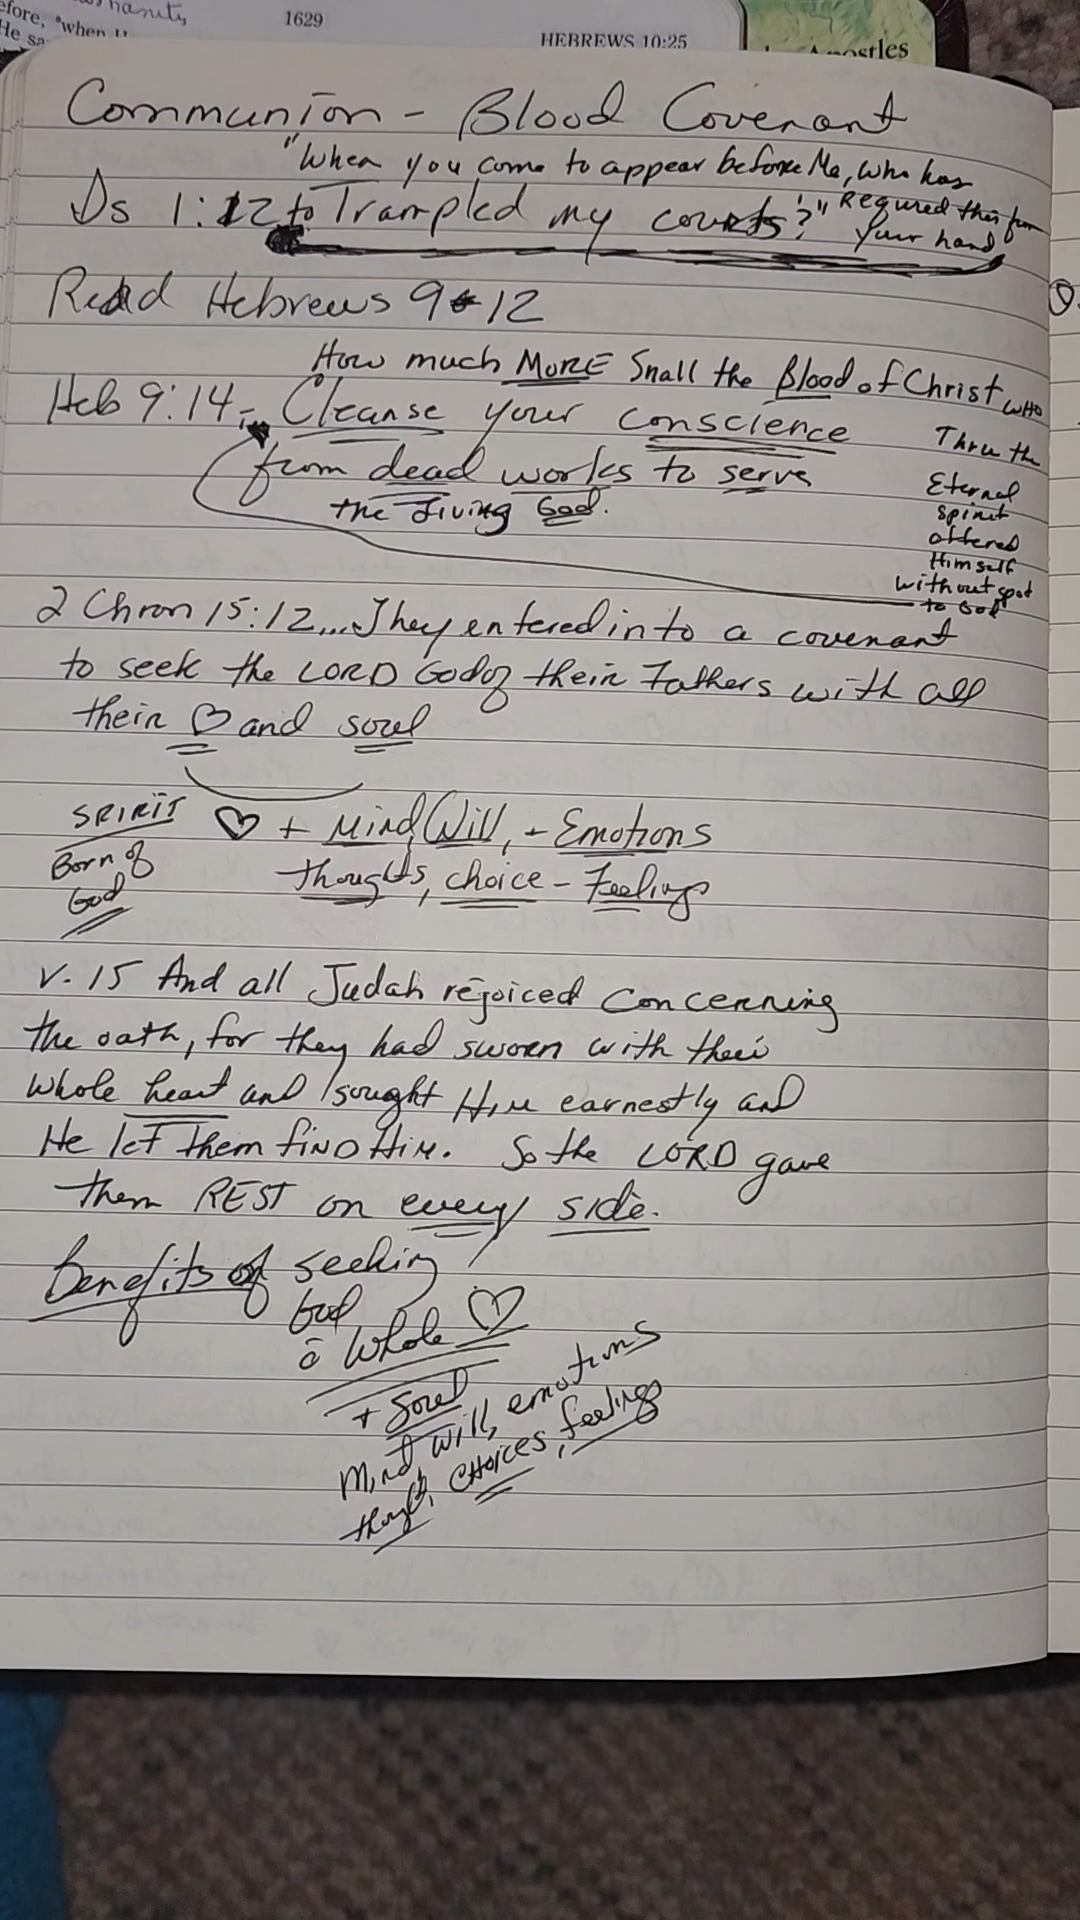 hanity
efore, "when H
He sa
1629
HEBREWS 10:25
Apostles
Communion - Blood Covenant
"When you come to appear before Me, who has
Required this from
your hand
Is 1:12 to Trampled my courts?"
Read Hebrews 9-12
How much MORE Shall the Blood of Christ who
Thru the
Eternal
spirit
offered
Himself
without spot
to God
Heb 9:14 - Cleanse your conscience
from dead works to serve
the Living God.
2 Chron 15:12... They entered into a covenant
to seek the LORD God of their Fathers with all
their ♡ and soul
SPIRIT
Born of
God
♡ + Mind, Will, + Emotions
thoughts, choice - Feelings
v. 15 And all Judah rejoiced concerning
the oath, for they had sworn with their
whole heart and sought Him earnestly and
He let them find Him. So the LORD gave
them REST on every side.
Benefits of seeking
God
c̄ Whole ♡
+ Soul
Mind, will, emotions
though, CHOICES, feelings